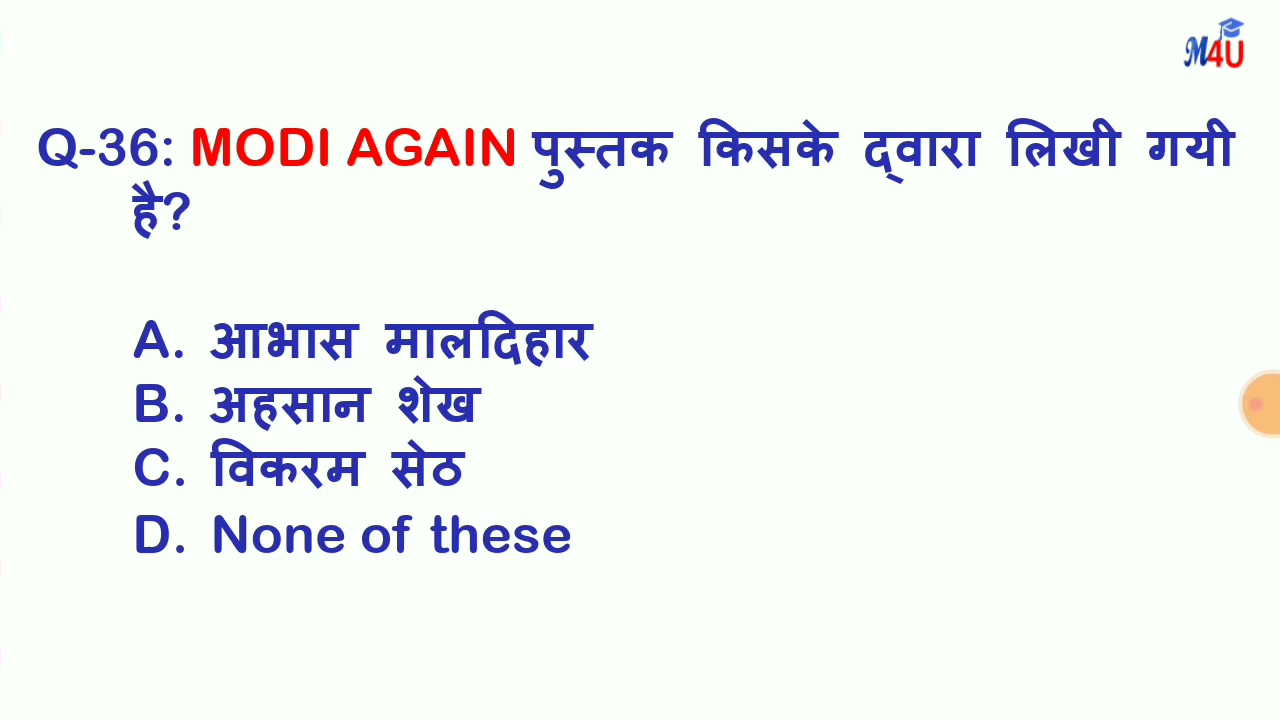 M4U
Q-36: MODI AGAIN पुस्तक किसके द्वारा लिखी गयी
है?
A. आभास मालदिहार
B. अहसान शेख
C. विकरम सेठ
D. None of these